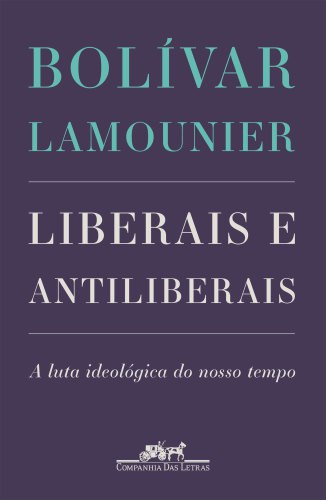 BOLÍVAR
LAMOUNIER
LIBERAIS E
ANTILIBERAIS
A luta ideológica do nosso tempo
COMPANHIA DAS LETRAS